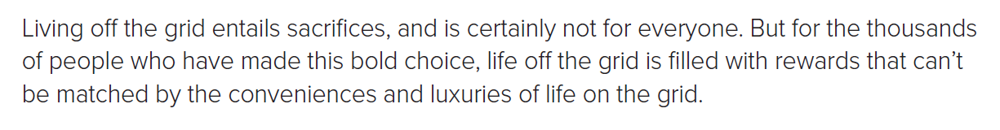 Living off the grid entails sacrifices, and is certainly not for everyone. But for the thousands
of people who have made this bold choice, life off the grid is filled with rewards that can’t
be matched by the conveniences and luxuries of life on the grid.